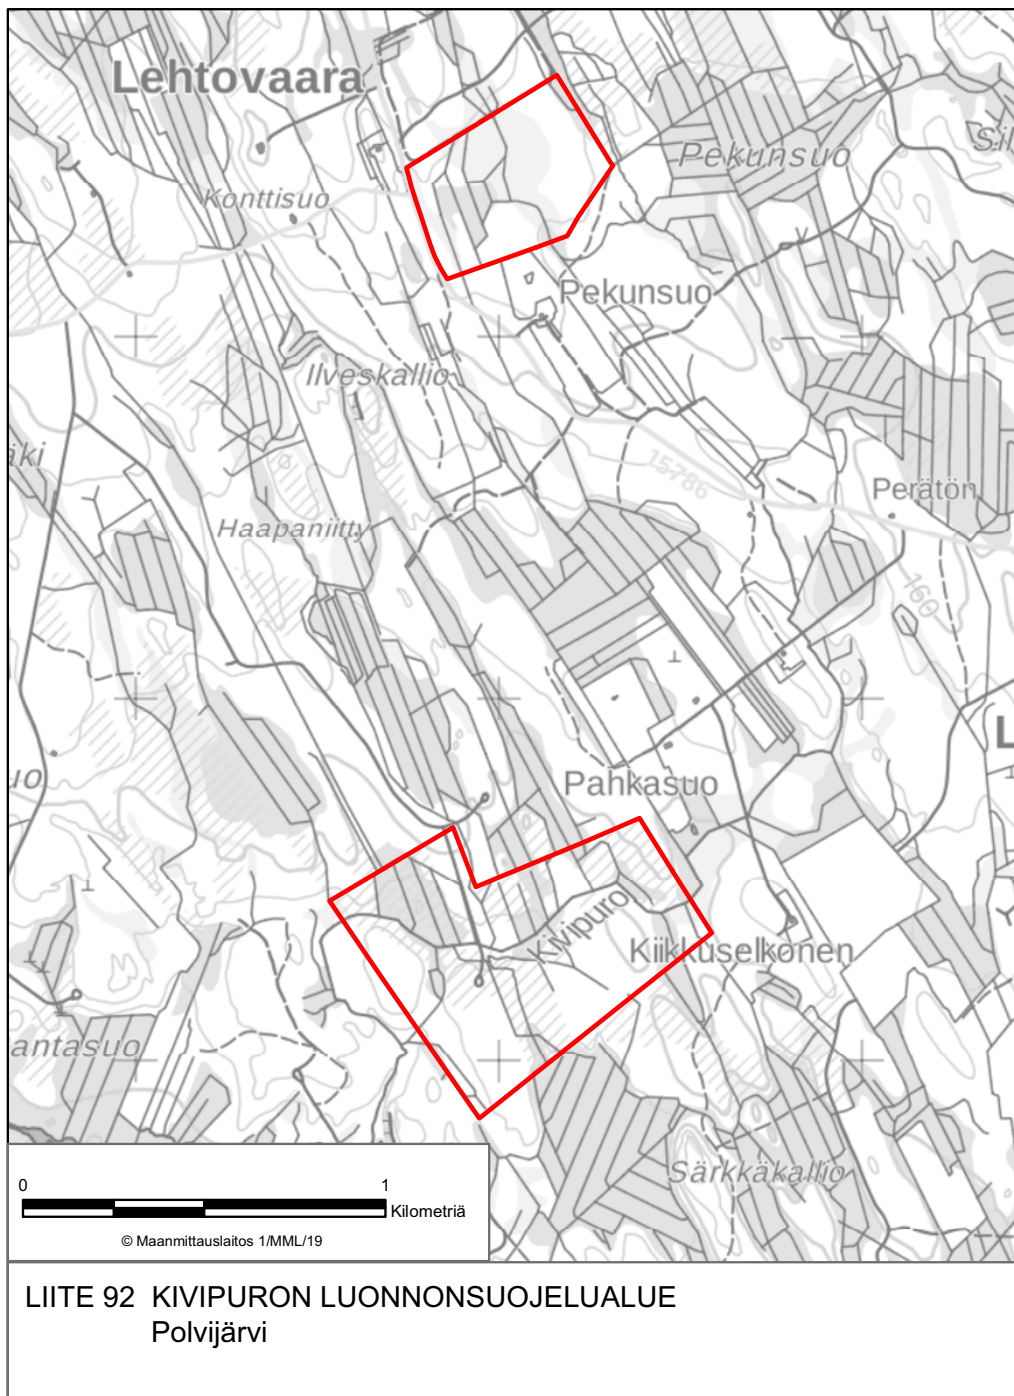 Lehtovaara
Pekunsuo
Konttisuo
Pekunsuo
Ilveskallio
15786
Perätön
Haapaniitty
160
Pahkasuo
Kivipuro
Kiikkuselkonen
antasuo
Särkkäkallio
0 1
Kilometriä
© Maanmittauslaitos 1/MML/19
LIITE 92 KIVIPURON LUONNONSUOJELUALUE
Polvijärvi